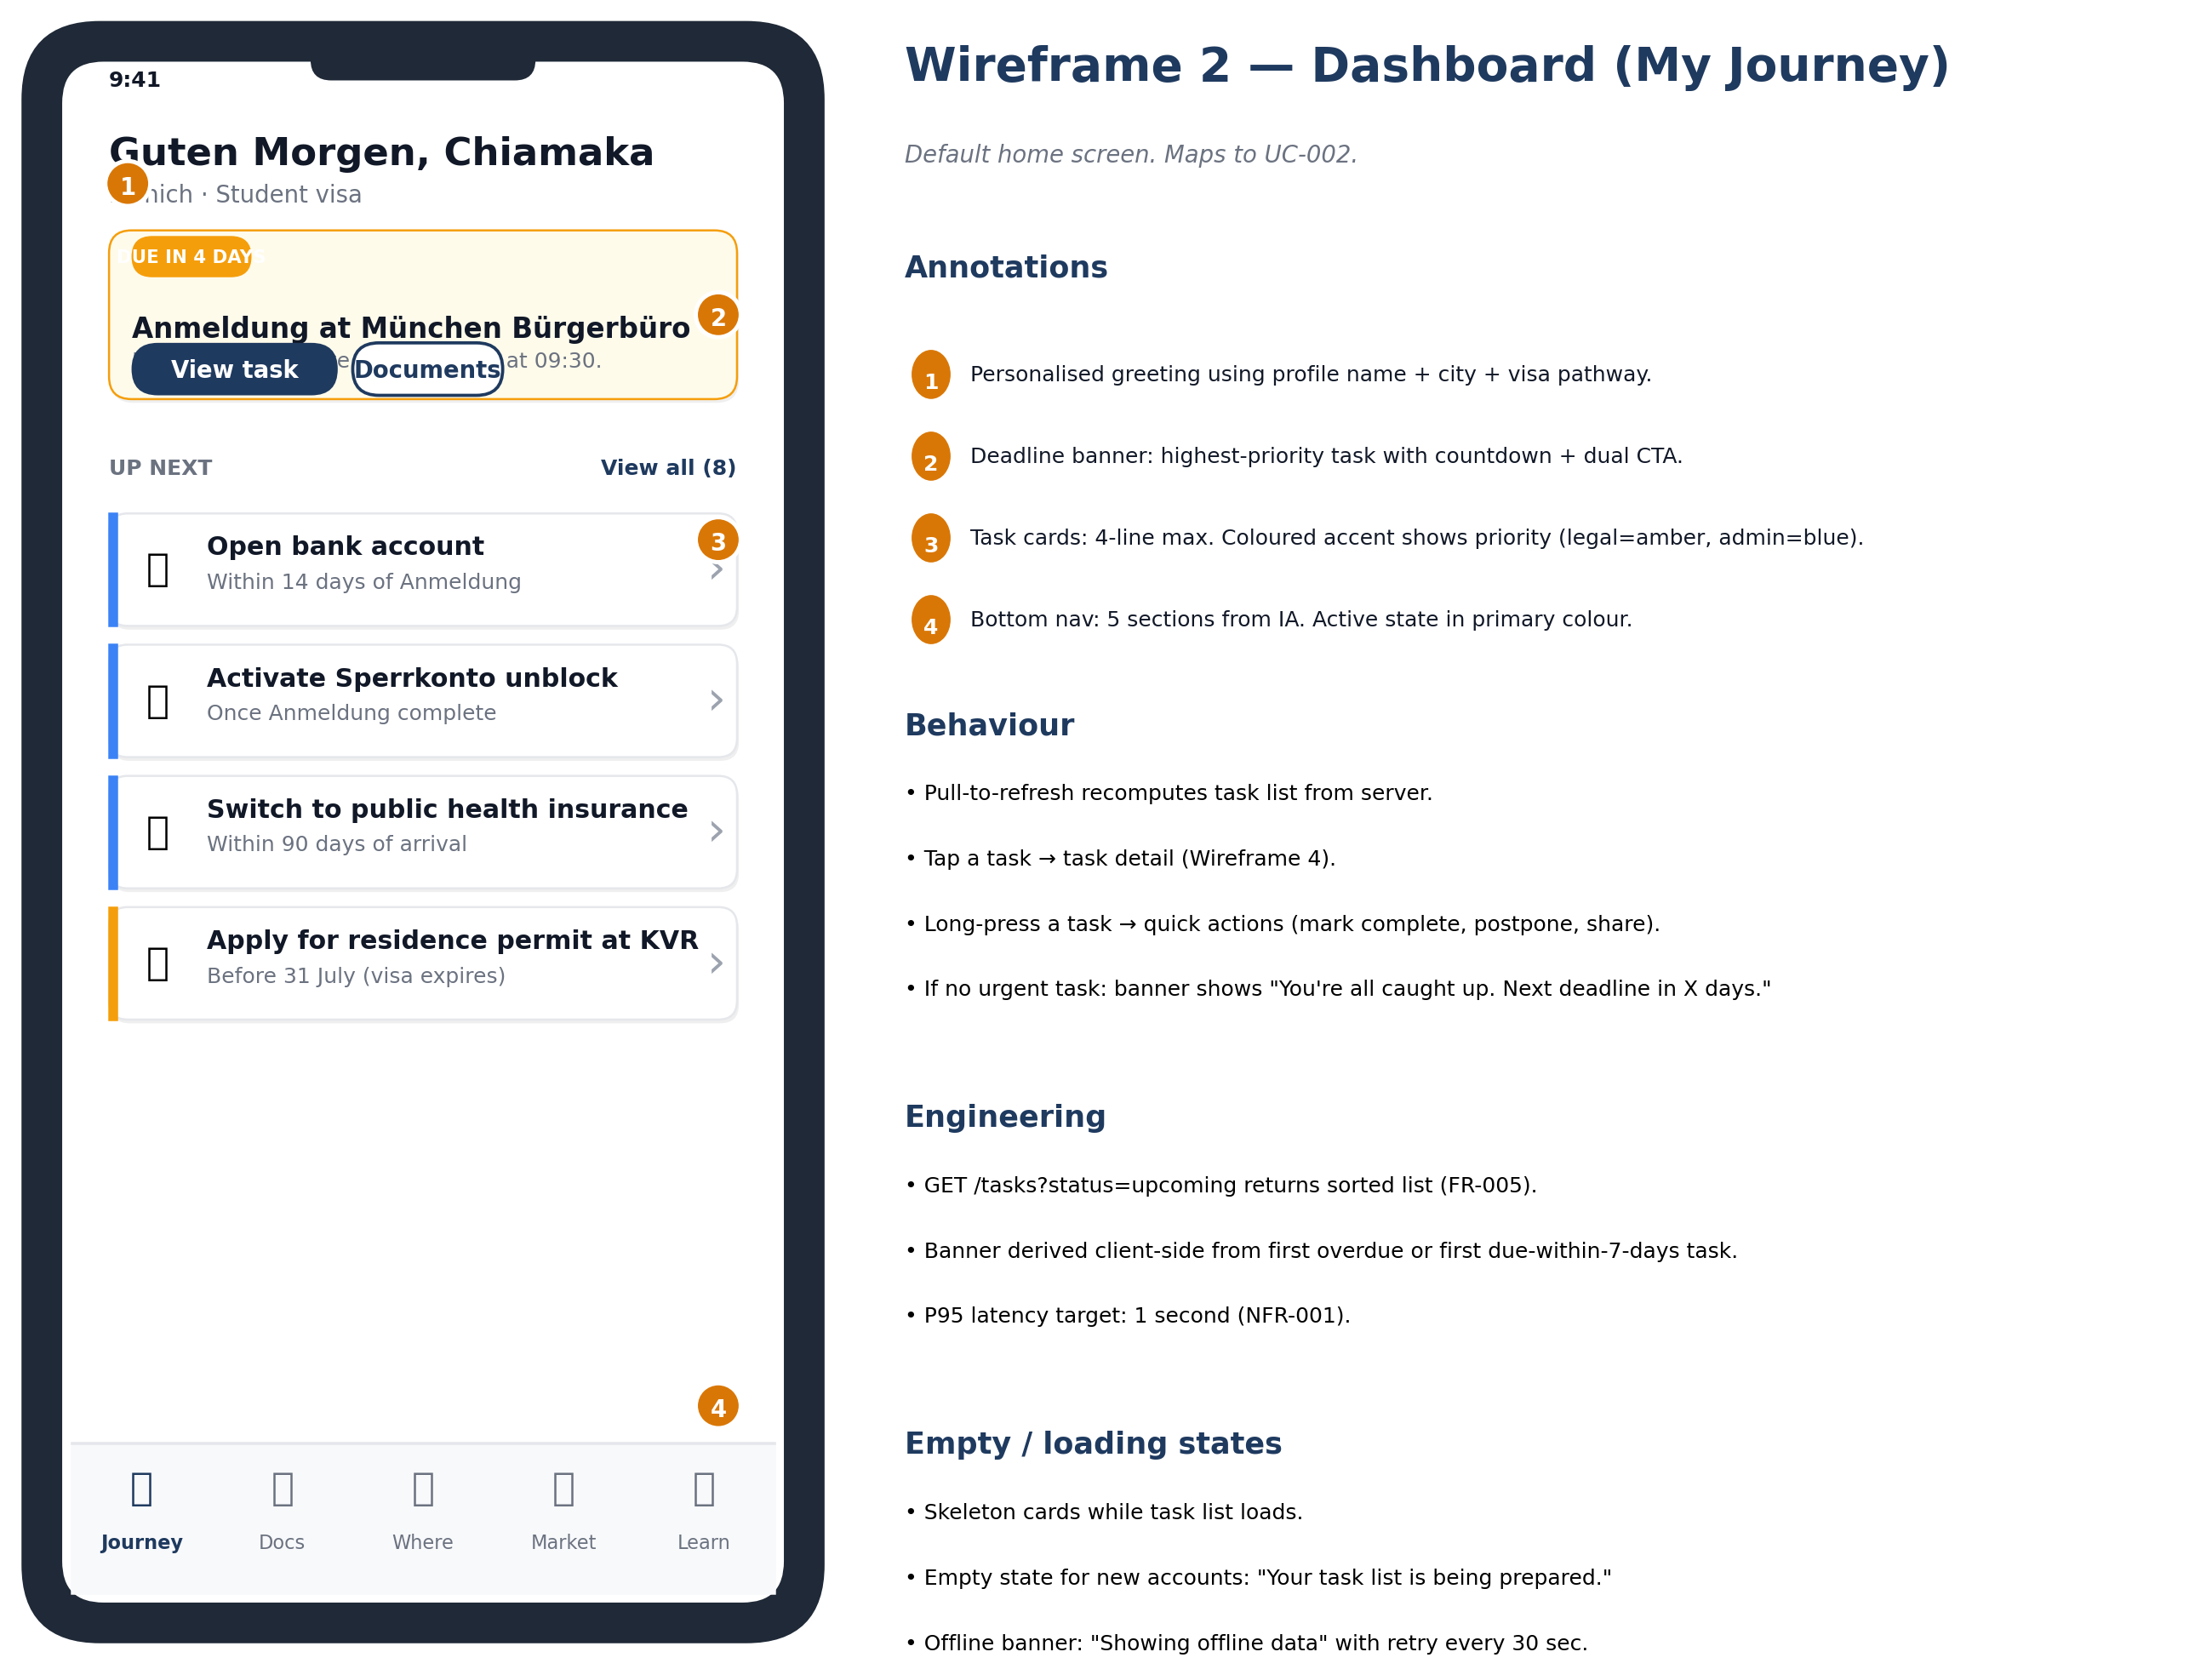 9:41
Guten Morgen, Chiamaka
1
nich · Student visa
DUE IN 4 DAYS
Anmeldung at München Bürgerbüro
2
at 09:30.
View task
Documents
UP NEXT
View all (8)
Open bank account
3
Within 14 days of Anmeldung
›
Activate Sperrkonto unblock
Once Anmeldung complete
›
Switch to public health insurance
Within 90 days of arrival
›
Apply for residence permit at KVR
Before 31 July (visa expires)
›
4
Journey
Docs
Where
Market
Learn
Wireframe 2 — Dashboard (My Journey)
Default home screen. Maps to UC-002.
Annotations
1 Personalised greeting using profile name + city + visa pathway.
2 Deadline banner: highest-priority task with countdown + dual CTA.
3 Task cards: 4-line max. Coloured accent shows priority (legal=amber, admin=blue).
4 Bottom nav: 5 sections from IA. Active state in primary colour.
Behaviour
• Pull-to-refresh recomputes task list from server.
• Tap a task → task detail (Wireframe 4).
• Long-press a task → quick actions (mark complete, postpone, share).
• If no urgent task: banner shows "You're all caught up. Next deadline in X days."
Engineering
• GET /tasks?status=upcoming returns sorted list (FR-005).
• Banner derived client-side from first overdue or first due-within-7-days task.
• P95 latency target: 1 second (NFR-001).
Empty / loading states
• Skeleton cards while task list loads.
• Empty state for new accounts: "Your task list is being prepared."
• Offline banner: "Showing offline data" with retry every 30 sec.